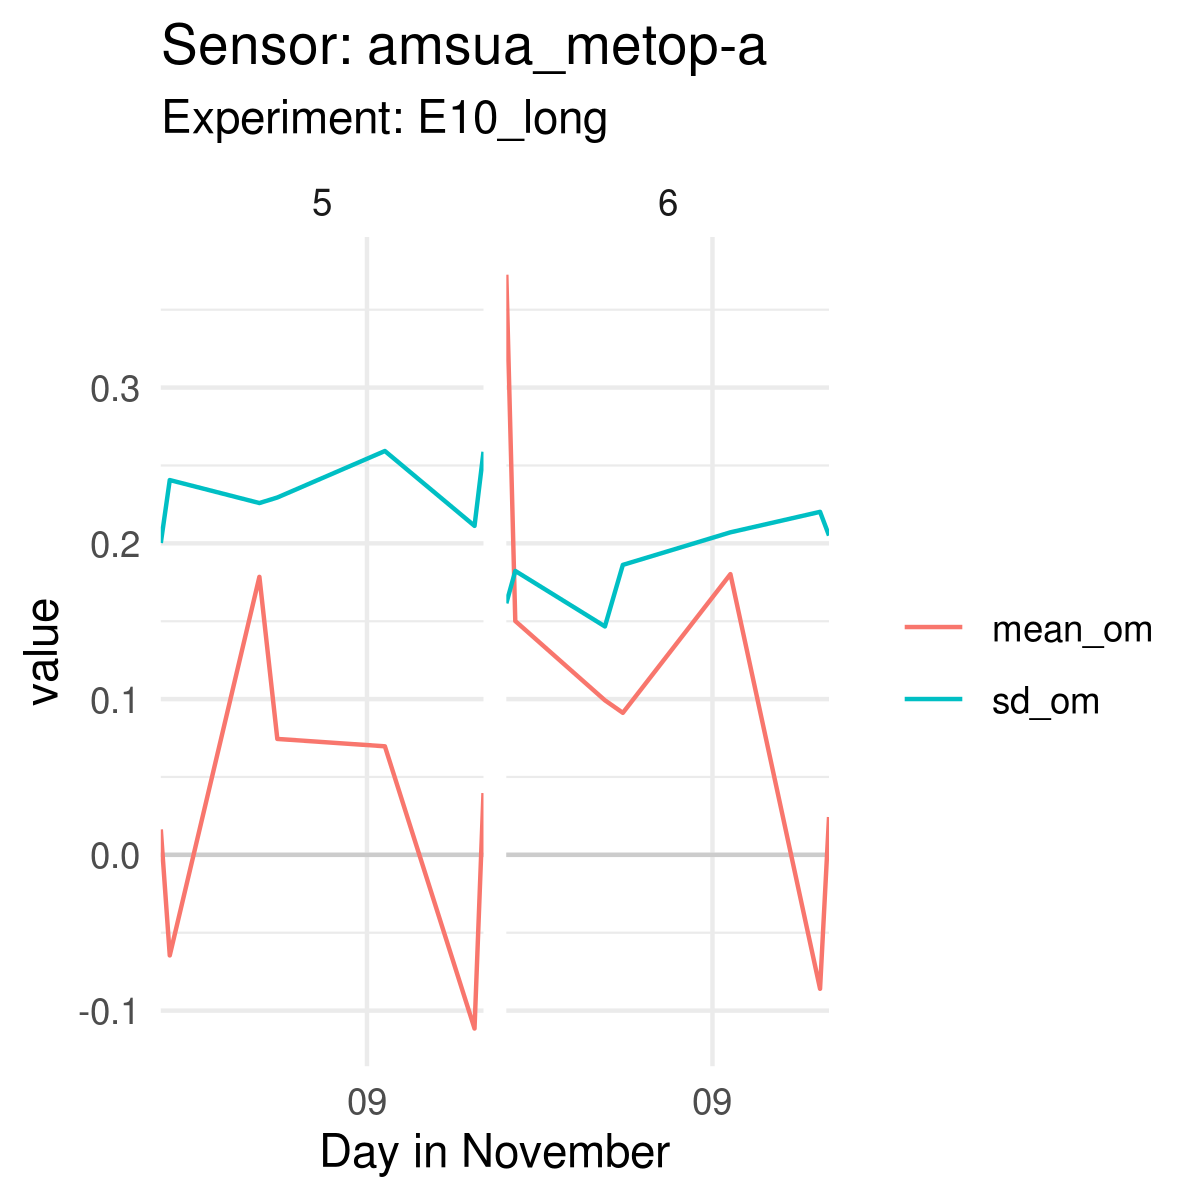 Sensor: amsua_metop-a
Experiment: E10_long
5
6
0.3
0.2
0.1
0.0
-0.1
value
09
09
Day in November
mean_om
sd_om